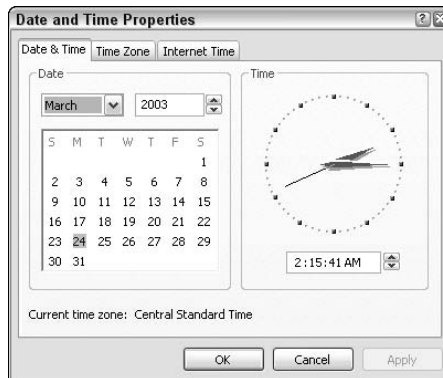 Date and Time Properties
Date & Time
Time Zone
Internet Time
Date
March
2003
S M T W T F S
1
2 3 4 5 6 7 8
9 10 11 12 13 14 15
16 17 18 19 20 21 22
23 24 25 26 27 28 29
30 31
Time
2:15:41 AM
Current time zone: Central Standard Time
OK
Cancel
Apply